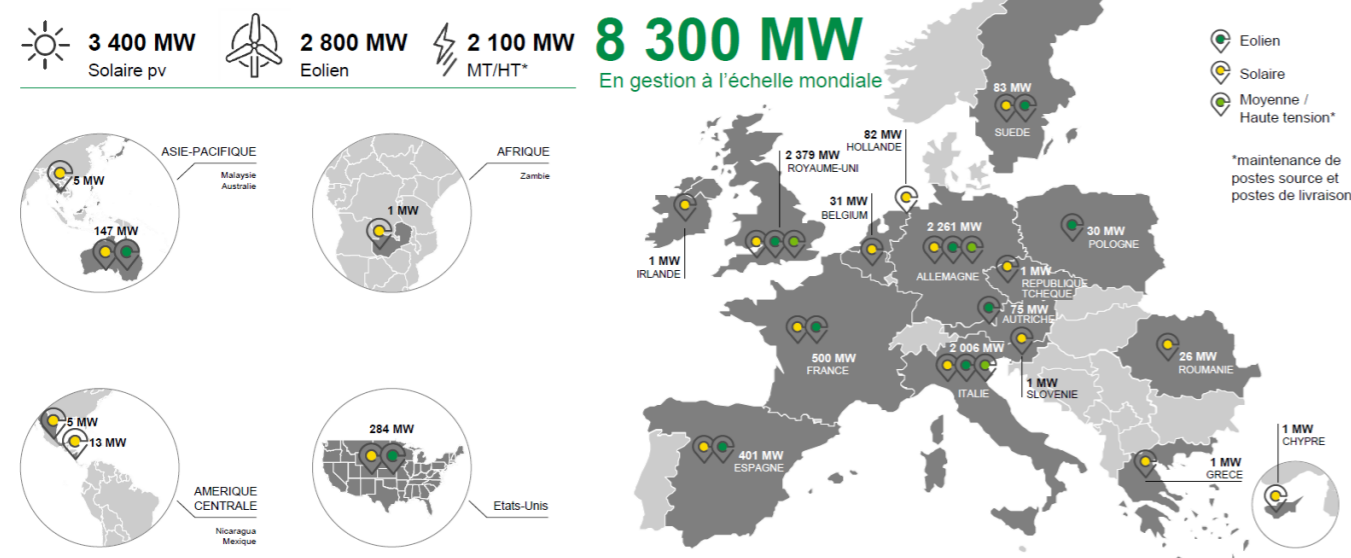 3 400 MW
Solaire pv
2 800 MW
Eolien
2 100 MW
MT/HT*
8 300 MW
En gestion à l'échelle mondiale
Eolien
Solaire
Moyenne /
Haute tension*
*maintenance de
postes source et
postes de livraison
ASIE-PACIFIQUE
Malaysie
Australie
5 MW
147 MW
AFRIQUE
Zambie
1 MW
5 MW
13 MW
AMERIQUE
CENTRALE
Nicaragua
Mexique
284 MW
Etats-Unis
83 MW
SUEDE
82 MW
HOLLANDE
2 379 MW
ROYAUME-UNI
31 MW
BELGIUM
1 MW
IRLANDE
2 261 MW
ALLEMAGNE
30 MW
POLOGNE
1 MW
REPUBLIQUE
TCHEQUE
75 MW
AUTRICHE
500 MW
FRANCE
2 006 MW
ITALIE
1 MW
SLOVENIE
26 MW
ROUMANIE
401 MW
ESPAGNE
1 MW
GRECE
1 MW
CHYPRE